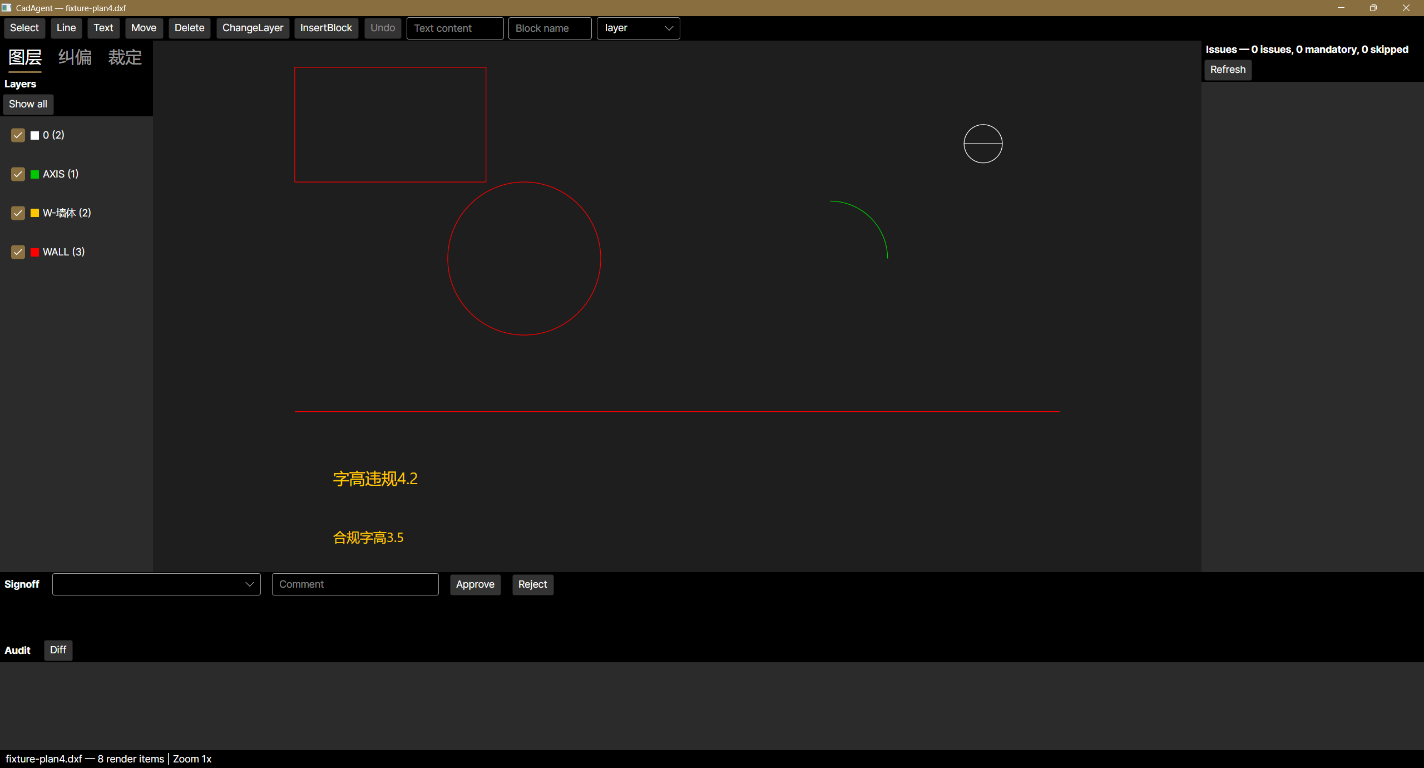 CadAgent — fixture-plan4.dxf
Select Line Text Move Delete ChangeLayer InsertBlock Undo Text content Block name layer
图层 纠偏 裁定
Layers
Show all
0 (2)
AXIS (1)
W-墙体 (2)
WALL (3)
字高违规4.2
合规字高3.5
Issues — 0 issues, 0 mandatory, 0 skipped
Refresh
Signoff Comment Approve Reject
Audit Diff
fixture-plan4.dxf — 8 render items | Zoom 1x